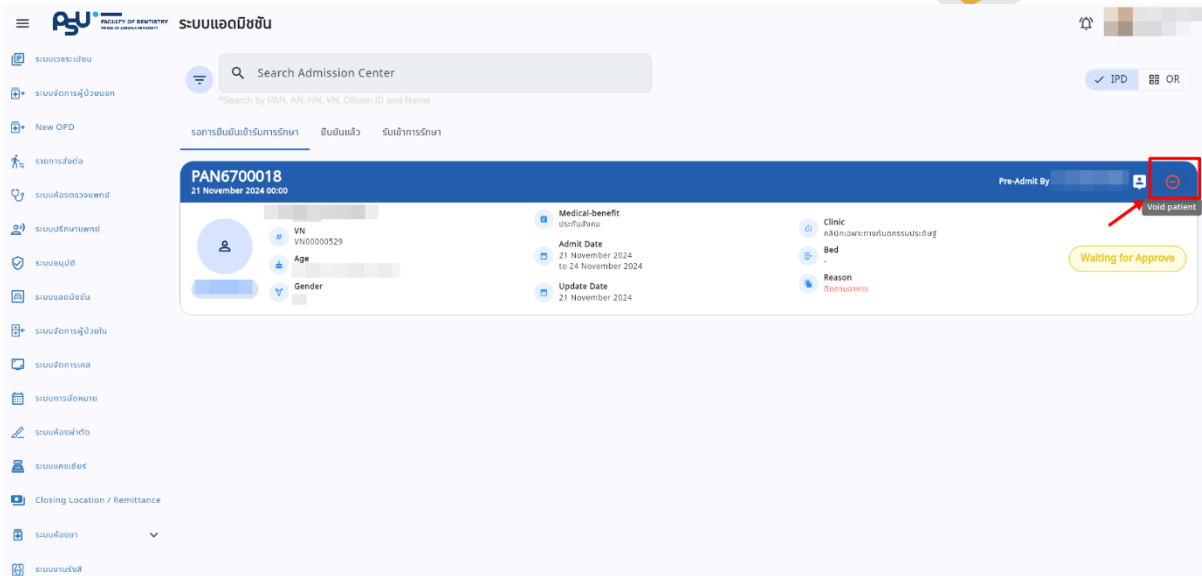 PSU FACULTY OF DENTISTRY
PRINCE OF SONGKLA UNIVERSITY
ระบบแอดมิชชัน
ระบบเวชระเบียน
ระบบจัดการผู้ป่วยนอก
New OPD
รายการส่งต่อ
ระบบห้องตรวจแพทย์
ระบบปรึกษาแพทย์
ระบบอนุมัติ
ระบบแอดมิชชัน
ระบบจัดการผู้ป่วยใน
ระบบจัดการเคส
ระบบการนัดหมาย
ระบบห้องผ่าตัด
ระบบแคชเชียร์
Closing Location / Remittance
ระบบห้องยา
ระบบงานรังสี
Search Admission Center
*Search by PAN, AN, HN, VN, Citizen ID and Name
IPD
OR
รอการยืนยันเข้ารับการรักษา
ยืนยันแล้ว
รับเข้าการรักษา
PAN6700018
21 November 2024 00:00
Pre-Admit By
Void patient
VN
VN00000529
Age
Gender
Medical-benefit
ประกันสังคม
Admit Date
21 November 2024
to 24 November 2024
Update Date
21 November 2024
Clinic
คลินิกเฉพาะทางทันตกรรมประดิษฐ์
Bed
-
Reason
ติดตามอาการ
Waiting for Approve